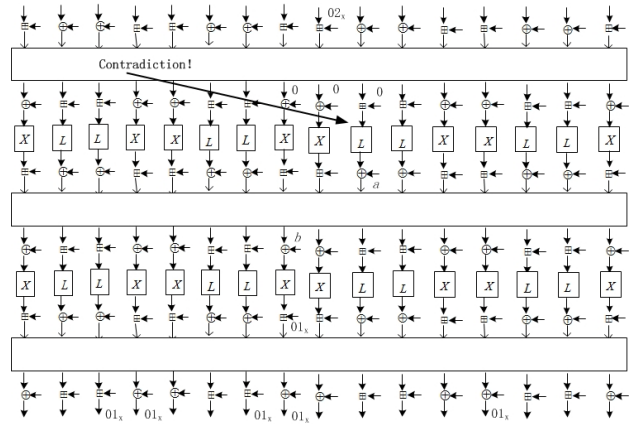 02ₓ
Contradiction!
0 0 0
X L L X X L L X X L L X X L L X
a
b
X L L X X L L X X L L X X L L X
01ₓ
01ₓ 01ₓ 01ₓ 01ₓ 01ₓ